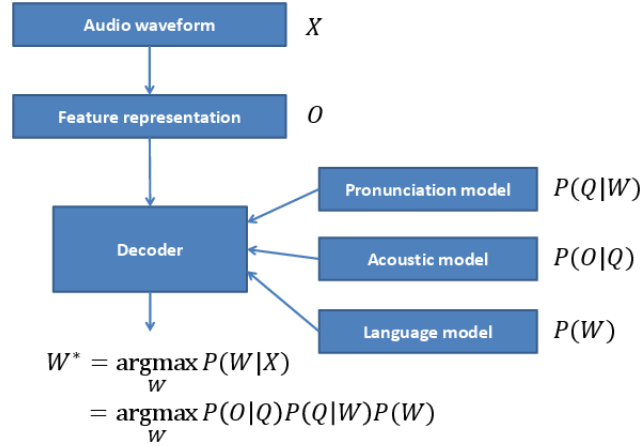 Audio waveform X
Feature representation O
Pronunciation model P(Q|W)
Decoder
Acoustic model P(O|Q)
Language model P(W)
W* = argmax P(W|X)
W
= argmax P(O|Q)P(Q|W)P(W)
W